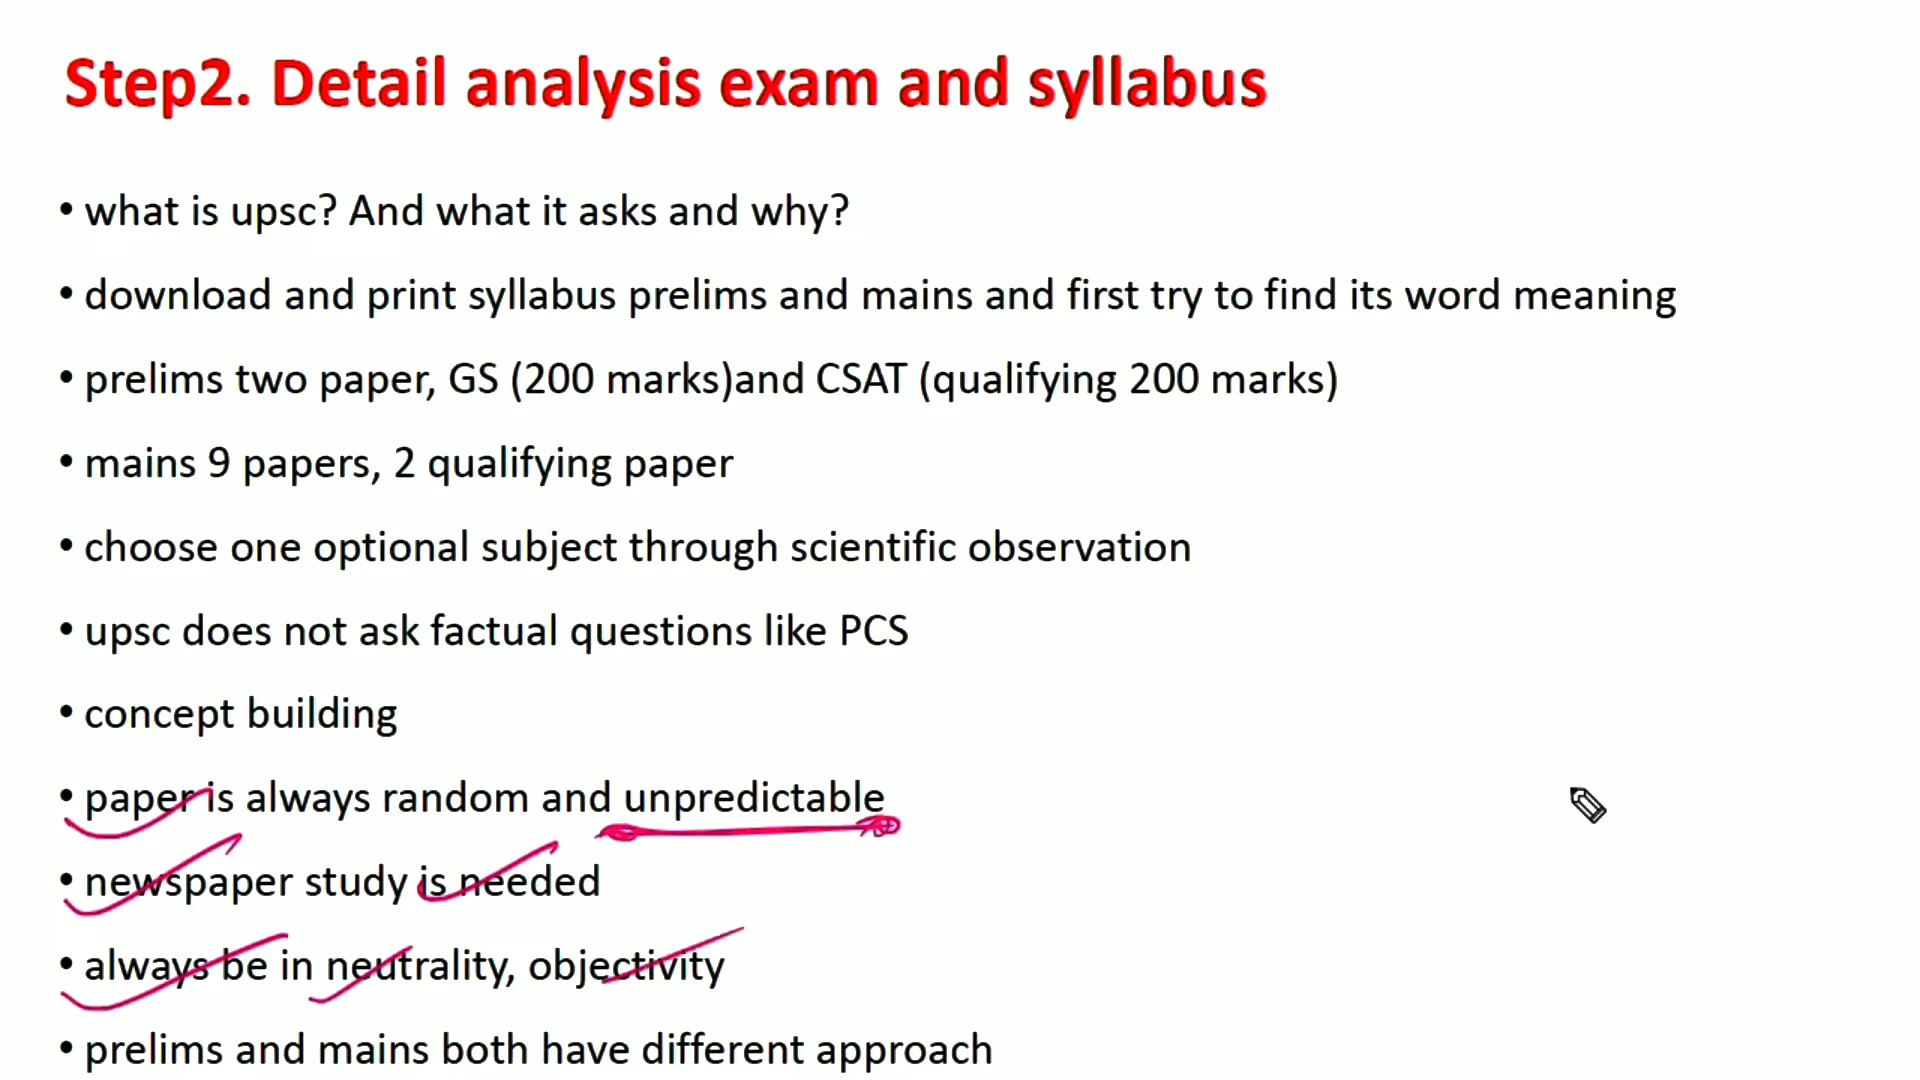 Step2. Detail analysis exam and syllabus
• what is upsc? And what it asks and why?
• download and print syllabus prelims and mains and first try to find its word meaning
• prelims two paper, GS (200 marks)and CSAT (qualifying 200 marks)
• mains 9 papers, 2 qualifying paper
• choose one optional subject through scientific observation
• upsc does not ask factual questions like PCS
• concept building
• paper is always random and unpredictable
• newspaper study is needed
• always be in neutrality, objectivity
• prelims and mains both have different approach